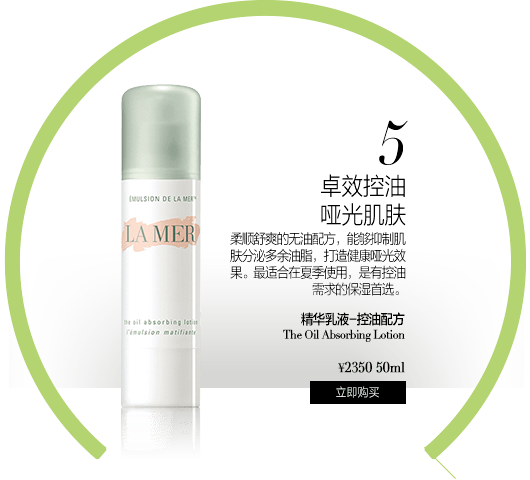 ÉMULSION DE LA MER™
LA MER
the oil absorbing lotion
l'émulsion matifiante
5
卓效控油
哑光肌肤
柔顺舒爽的无油配方，能够抑制肌
肤分泌多余油脂，打造健康哑光效
果。最适合在夏季使用，是有控油
需求的保湿首选。
精华乳液-控油配方
The Oil Absorbing Lotion
¥2350 50ml
立即购买